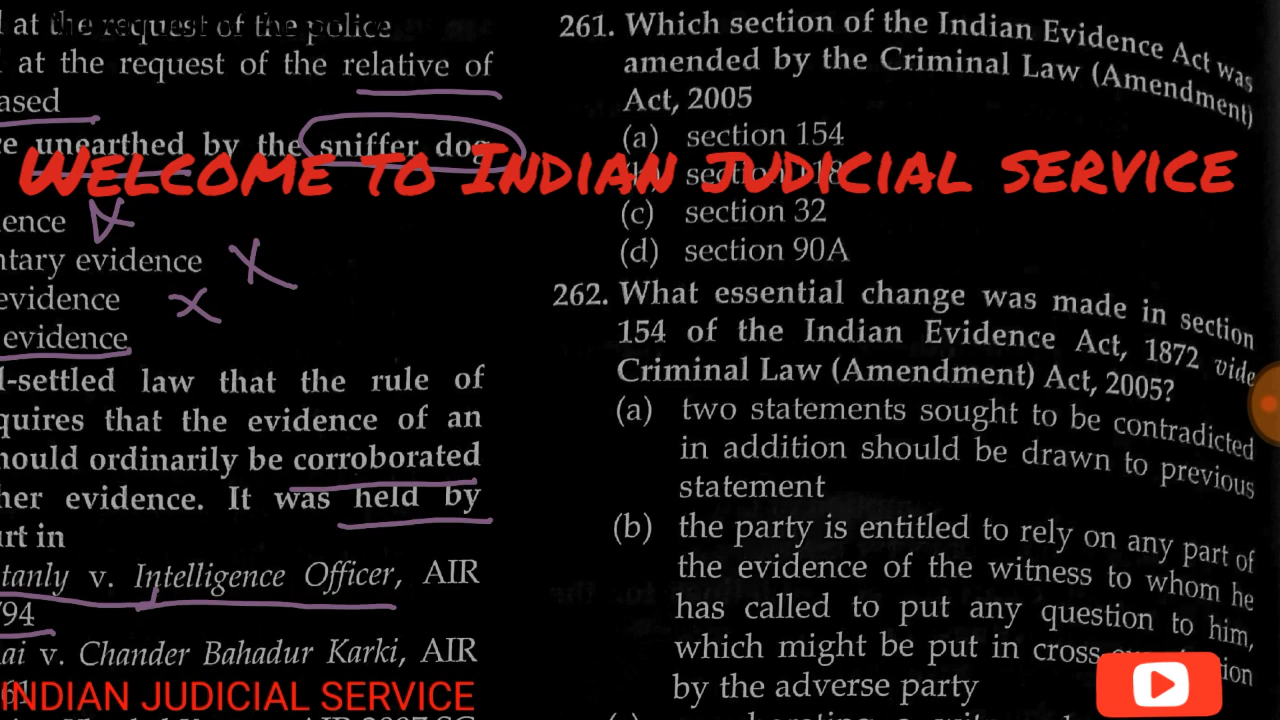 l at the request of the police
l at the request of the relative of
ased
ce unearthed by the sniffer dog
WELCOME TO INDIAN JUDICIAL SERVICE
lence
ntary evidence
evidence
evidence
l-settled law that the rule of
quires that the evidence of an
hould ordinarily be corroborated
her evidence. It was held by
urt in
tanly v. Intelligence Officer, AIR
794
ai v. Chander Bahadur Karki, AIR
INDIAN JUDICIAL SERVICE
261. Which section of the Indian Evidence Act was
amended by the Criminal Law (Amendment)
Act, 2005
(a) section 154
(b) section 118
(c) section 32
(d) section 90A
262. What essential change was made in section
154 of the Indian Evidence Act, 1872 vide
Criminal Law (Amendment) Act, 2005?
(a) two statements sought to be contradicted
in addition should be drawn to previous
statement
(b) the party is entitled to rely on any part of
the evidence of the witness to whom he
has called to put any question to him,
which might be put in cross
by the adverse party